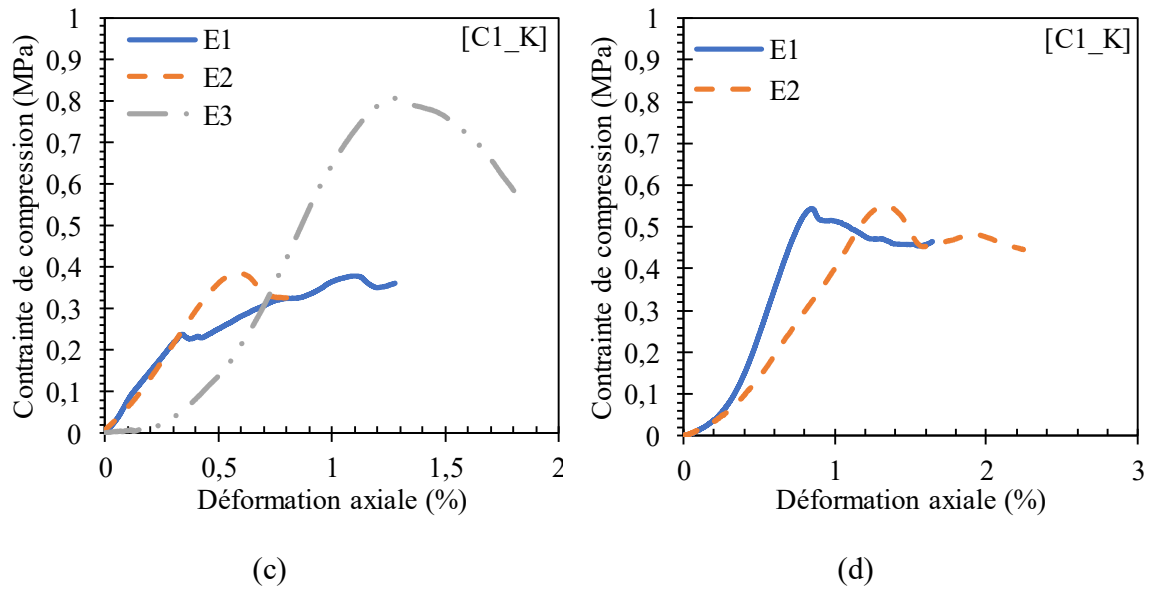 [C1_K]
E1
E2
E3
Contrainte de compression (MPa)
1
0,9
0,8
0,7
0,6
0,5
0,4
0,3
0,2
0,1
0
0
0,5
1
1,5
2
Déformation axiale (%)
(c)
[C1_K]
E1
E2
Contrainte de compression (MPa)
1
0,9
0,8
0,7
0,6
0,5
0,4
0,3
0,2
0,1
0
0
1
2
3
Déformation axiale (%)
(d)